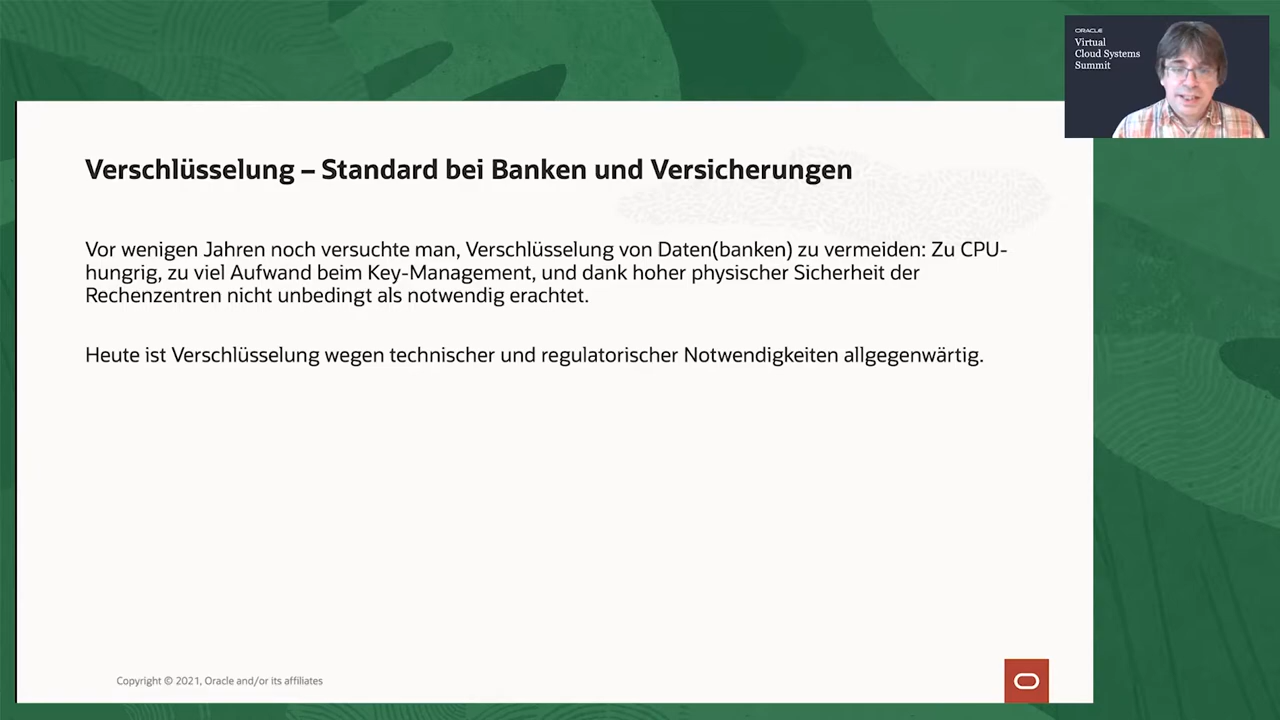 ORACLE
Virtual
Cloud Systems
Summit
Verschlüsselung – Standard bei Banken und Versicherungen
Vor wenigen Jahren noch versuchte man, Verschlüsselung von Daten(banken) zu vermeiden: Zu CPU-
hungrig, zu viel Aufwand beim Key-Management, und dank hoher physischer Sicherheit der
Rechenzentren nicht unbedingt als notwendig erachtet.
Heute ist Verschlüsselung wegen technischer und regulatorischer Notwendigkeiten allgegenwärtig.
Copyright © 2021, Oracle and/or its affiliates